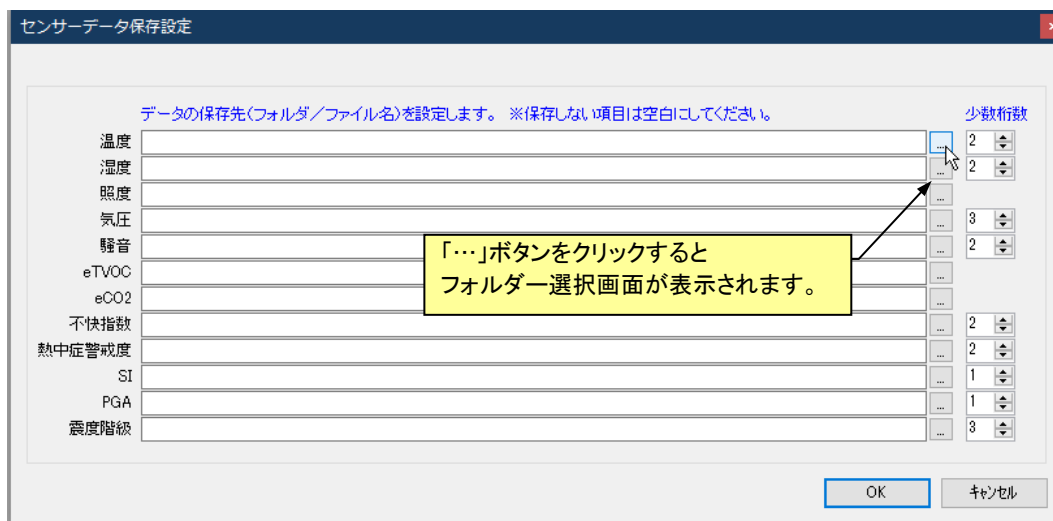 センサーデータ保存設定
データの保存先(フォルダ/ファイル名)を設定します。 ※保存しない項目は空白にしてください。 少数桁数
温度 ... 2
湿度 ... 2
照度 ...
気圧 ... 3
騒音 ... 2
「…」ボタンをクリックすると
フォルダー選択画面が表示されます。
eTVOC ...
eCO2 ...
不快指数 ... 2
熱中症警戒度 ... 2
SI ... 1
PGA ... 1
震度階級 ... 3
OK キャンセル